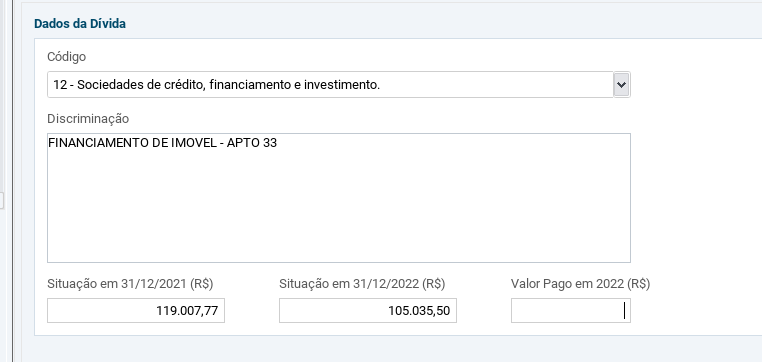 Dados da Dívida
Código
12 - Sociedades de crédito, financiamento e investimento.
Discriminação
FINANCIAMENTO DE IMOVEL - APTO 33
Situação em 31/12/2021 (R$) Situação em 31/12/2022 (R$) Valor Pago em 2022 (R$)
119.007,77 105.035,50